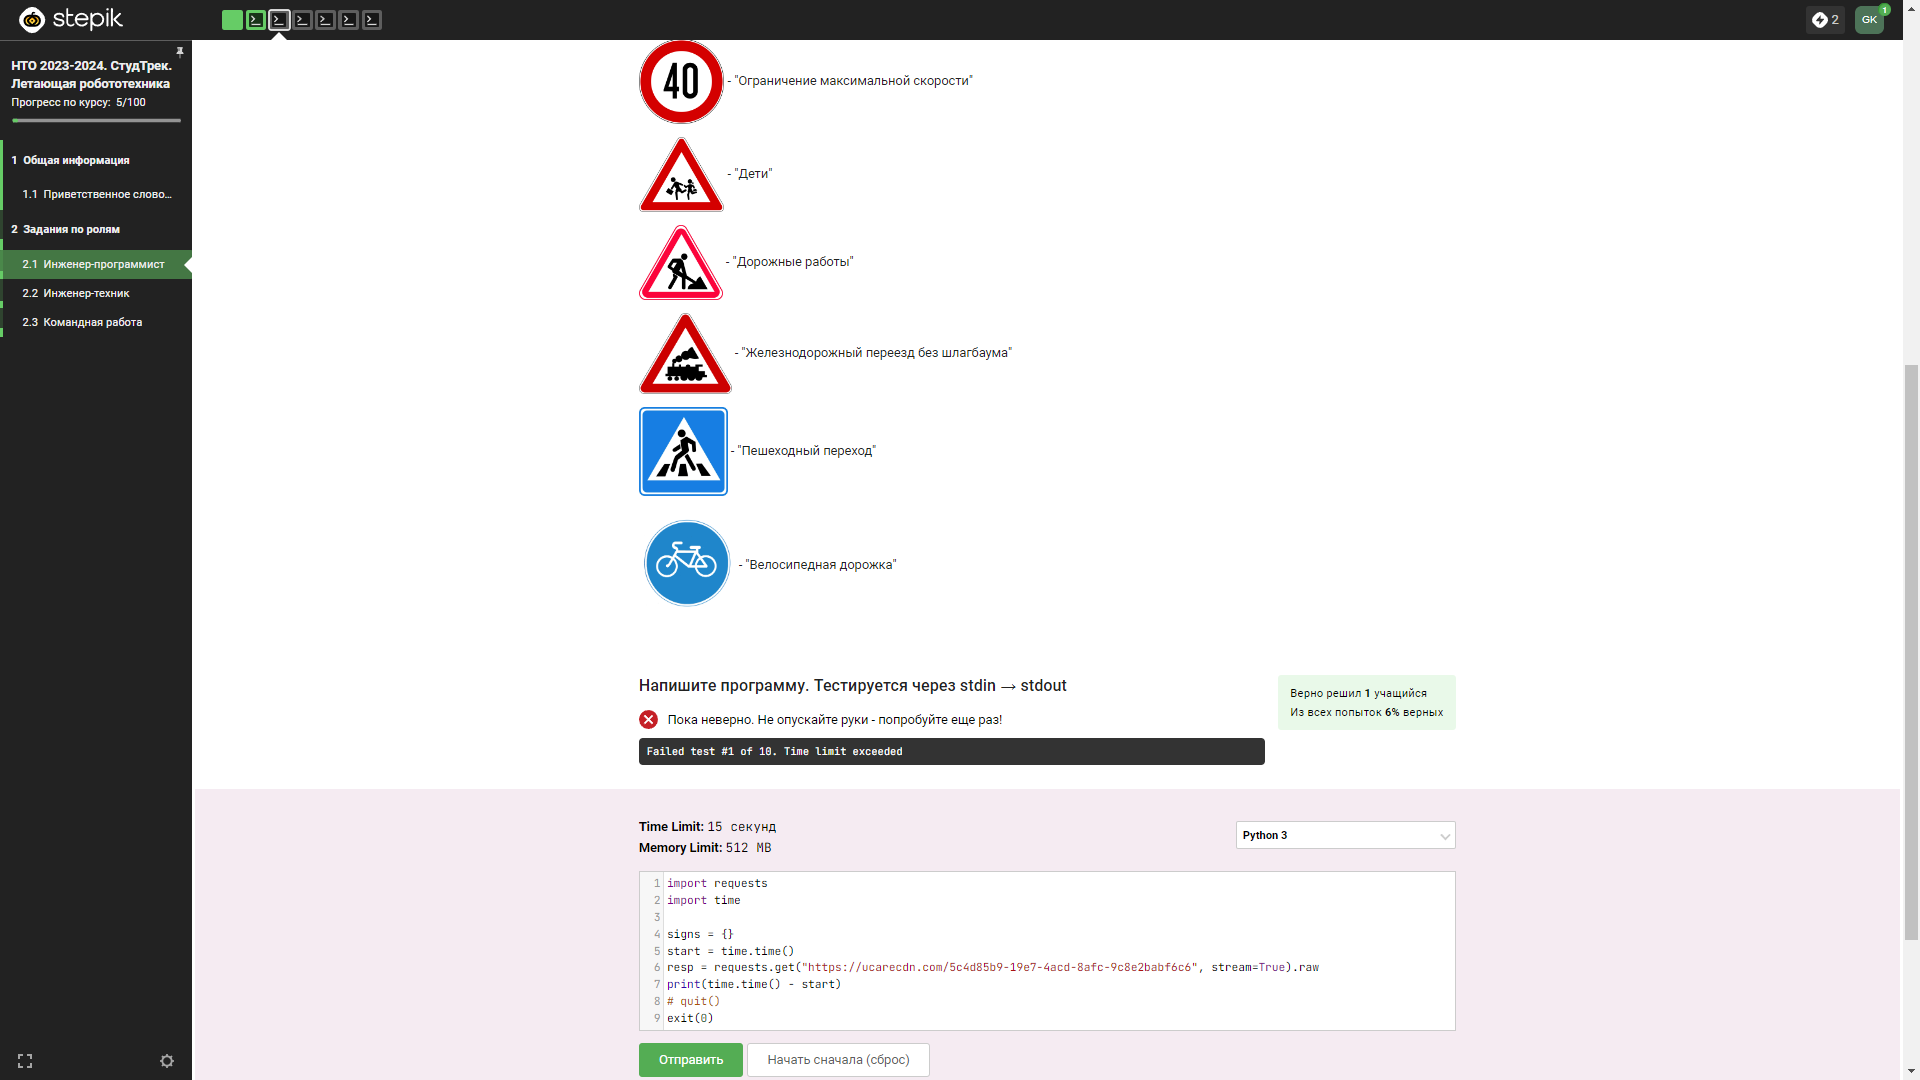 stepik
2
GK
1
НТО 2023-2024. СтудТрек.
Летающая робототехника
Прогресс по курсу: 5/100
1 Общая информация
1.1 Приветственное слово...
2 Задания по ролям
2.1 Инженер-программист
2.2 Инженер-техник
2.3 Командная работа
40
- "Ограничение максимальной скорости"
- "Дети"
- "Дорожные работы"
- "Железнодорожный переезд без шлагбаума"
- "Пешеходный переход"
- "Велосипедная дорожка"
Напишите программу. Тестируется через stdin → stdout
Верно решил 1 учащийся
Из всех попыток 6% верных
Пока неверно. Не опускайте руки - попробуйте еще раз!
Failed test #1 of 10. Time limit exceeded
Time Limit: 15 секунд
Memory Limit: 512 MB
Python 3
1 import requests
2 import time
3
4 signs = {}
5 start = time.time()
6 resp = requests.get("https://ucarecdn.com/5c4d85b9-19e7-4acd-8afc-9c8e2babf6c6", stream=True).raw
7 print(time.time() - start)
8 # quit()
9 exit(0)
Отправить
Начать сначала (сброс)